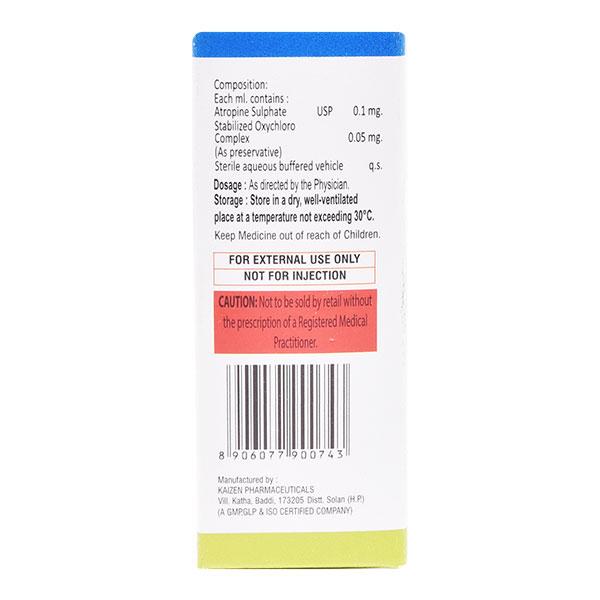 Composition:
Each ml. contains :
Atropine Sulphate USP 0.1 mg.
Stabilized Oxychloro
Complex 0.05 mg.
(As preservative)
Sterile aqueous buffered vehicle q.s.
Dosage : As directed by the Physician.
Storage : Store in a dry, well-ventilated
place at a temperature not exceeding 30°C.
Keep Medicine out of reach of Children.
FOR EXTERNAL USE ONLY
NOT FOR INJECTION
CAUTION: Not to be sold by retail without
the prescription of a Registered Medical
Practitioner.
8 906077 900743
Manufactured by :
KAIZEN PHARMACEUTICALS
Vill. Katha, Baddi, 173205 Distt. Solan (H.P.)
(A GMP,GLP & ISO CERTIFIED COMPANY)